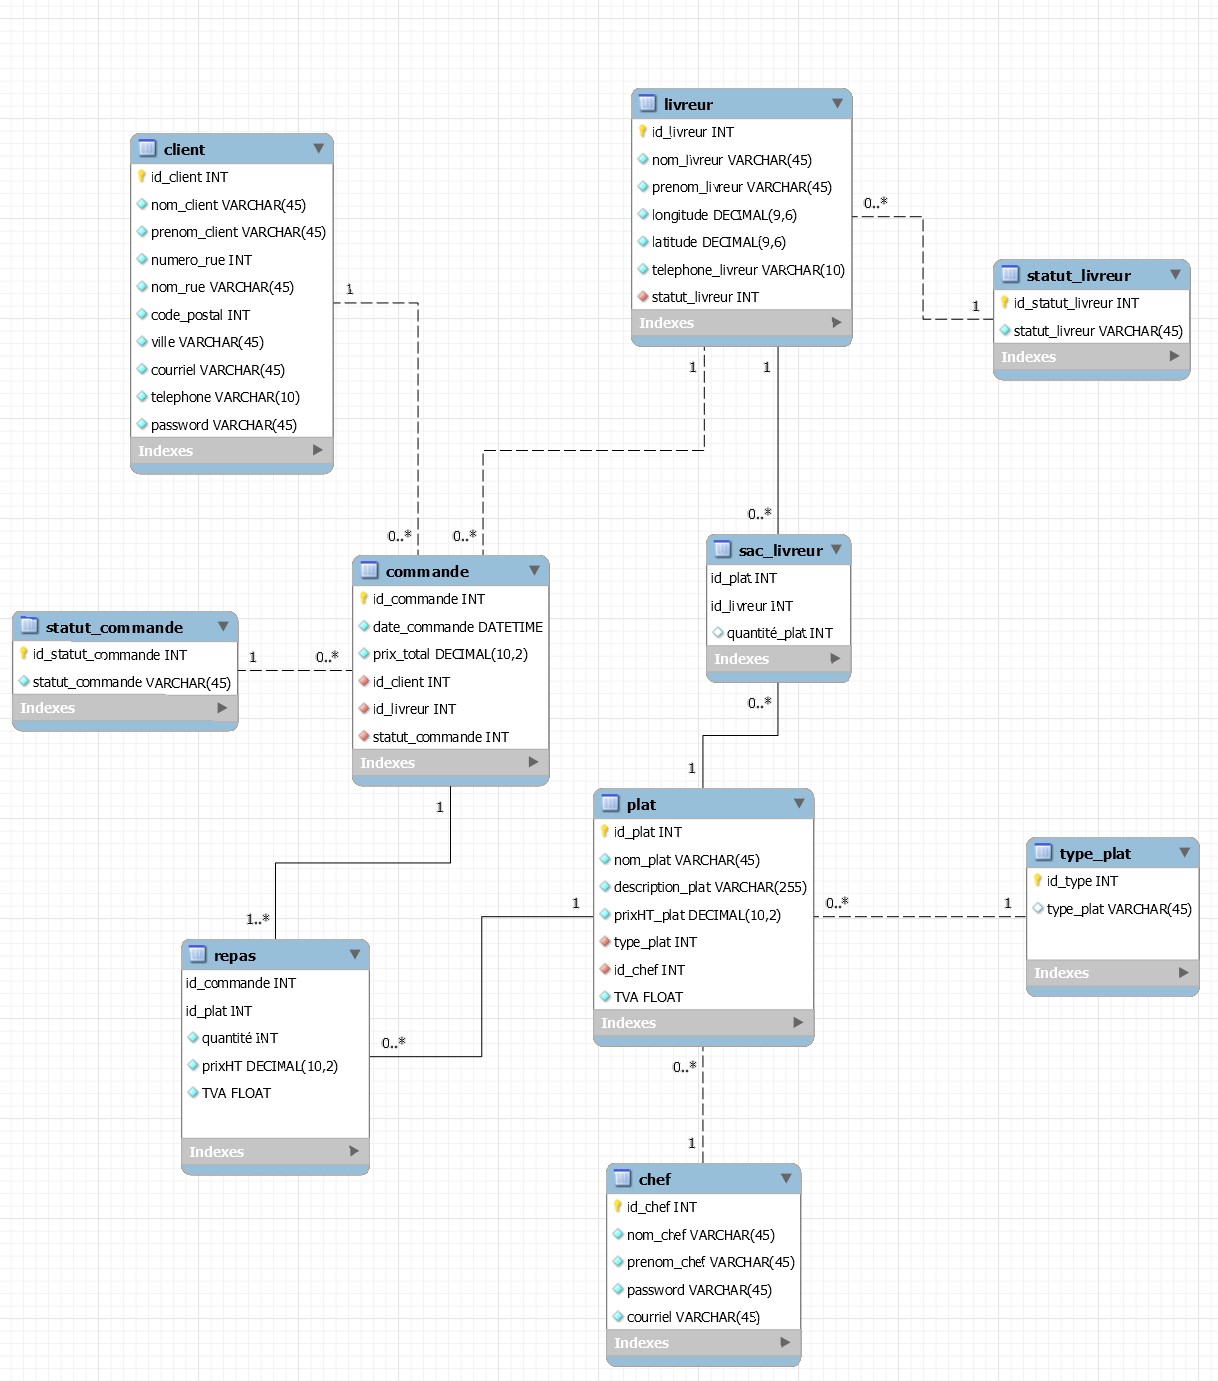 livreur
id_livreur INT
nom_livreur VARCHAR(45)
prenom_livreur VARCHAR(45)
longitude DECIMAL(9,6)
latitude DECIMAL(9,6)
telephone_livreur VARCHAR(10)
statut_livreur INT
Indexes
client
id_client INT
nom_client VARCHAR(45)
prenom_client VARCHAR(45)
numero_rue INT
nom_rue VARCHAR(45)
code_postal INT
ville VARCHAR(45)
courriel VARCHAR(45)
telephone VARCHAR(10)
password VARCHAR(45)
Indexes
0..*
1
statut_livreur
id_statut_livreur INT
statut_livreur VARCHAR(45)
Indexes
1
1
1
0..*
0..*
0..*
sac_livreur
id_plat INT
id_livreur INT
quantité_plat INT
Indexes
commande
id_commande INT
date_commande DATETIME
prix_total DECIMAL(10,2)
id_client INT
id_livreur INT
statut_commande INT
Indexes
statut_commande
id_statut_commande INT
statut_commande VARCHAR(45)
Indexes
1
0..*
0..*
1
1
plat
id_plat INT
nom_plat VARCHAR(45)
description_plat VARCHAR(255)
prixHT_plat DECIMAL(10,2)
type_plat INT
id_chef INT
TVA FLOAT
Indexes
type_plat
id_type INT
type_plat VARCHAR(45)
Indexes
0..*
1
1
1..*
repas
id_commande INT
id_plat INT
quantité INT
prixHT DECIMAL(10,2)
TVA FLOAT
Indexes
0..*
0..*
1
chef
id_chef INT
nom_chef VARCHAR(45)
prenom_chef VARCHAR(45)
password VARCHAR(45)
courriel VARCHAR(45)
Indexes